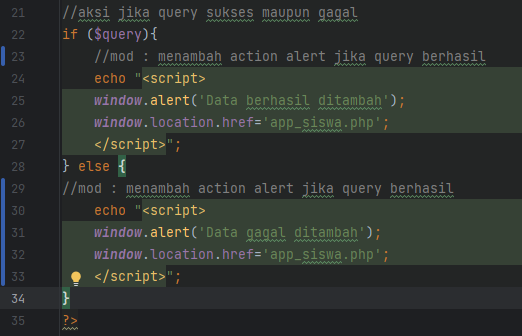 21 //aksi jika query sukses maupun gagal
22 if ($query){
23 //mod : menambah action alert jika query berhasil
24 echo "<script>
25 window.alert('Data berhasil ditambah');
26 window.location.href='app_siswa.php';
27 </script>";
28 } else {
29 //mod : menambah action alert jika query berhasil
30 echo "<script>
31 window.alert('Data gagal ditambah');
32 window.location.href='app_siswa.php';
33 </script>";
34 }
35 ?>